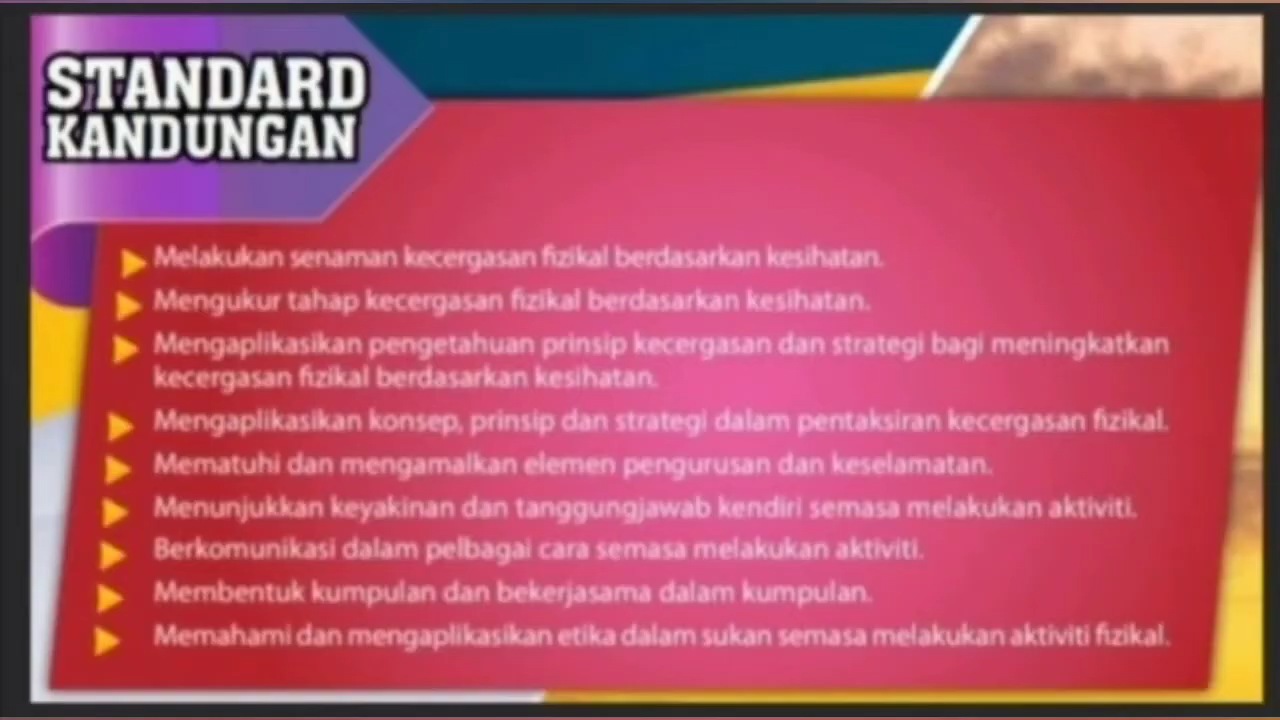 STANDARD
KANDUNGAN
Melakukan senaman kecergasan fizikal berdasarkan kesihatan.
Mengukur tahap kecergasan fizikal berdasarkan kesihatan.
Mengaplikasikan pengetahuan prinsip kecergasan dan strategi bagi meningkatkan
kecergasan fizikal berdasarkan kesihatan.
Mengaplikasikan konsep, prinsip dan strategi dalam pentaksiran kecergasan fizikal.
Mematuhi dan mengamalkan elemen pengurusan dan keselamatan.
Menunjukkan keyakinan dan tanggungjawab kendiri semasa melakukan aktiviti.
Berkomunikasi dalam pelbagai cara semasa melakukan aktiviti.
Membentuk kumpulan dan bekerjasama dalam kumpulan.
Memahami dan mengaplikasikan etika dalam sukan semasa melakukan aktiviti fizikal.